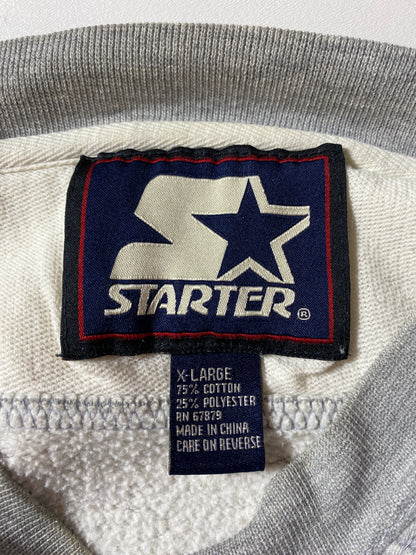 STARTER®
X-LARGE
75% COTTON
25% POLYESTER
RN 67879
MADE IN CHINA
CARE ON REVERSE